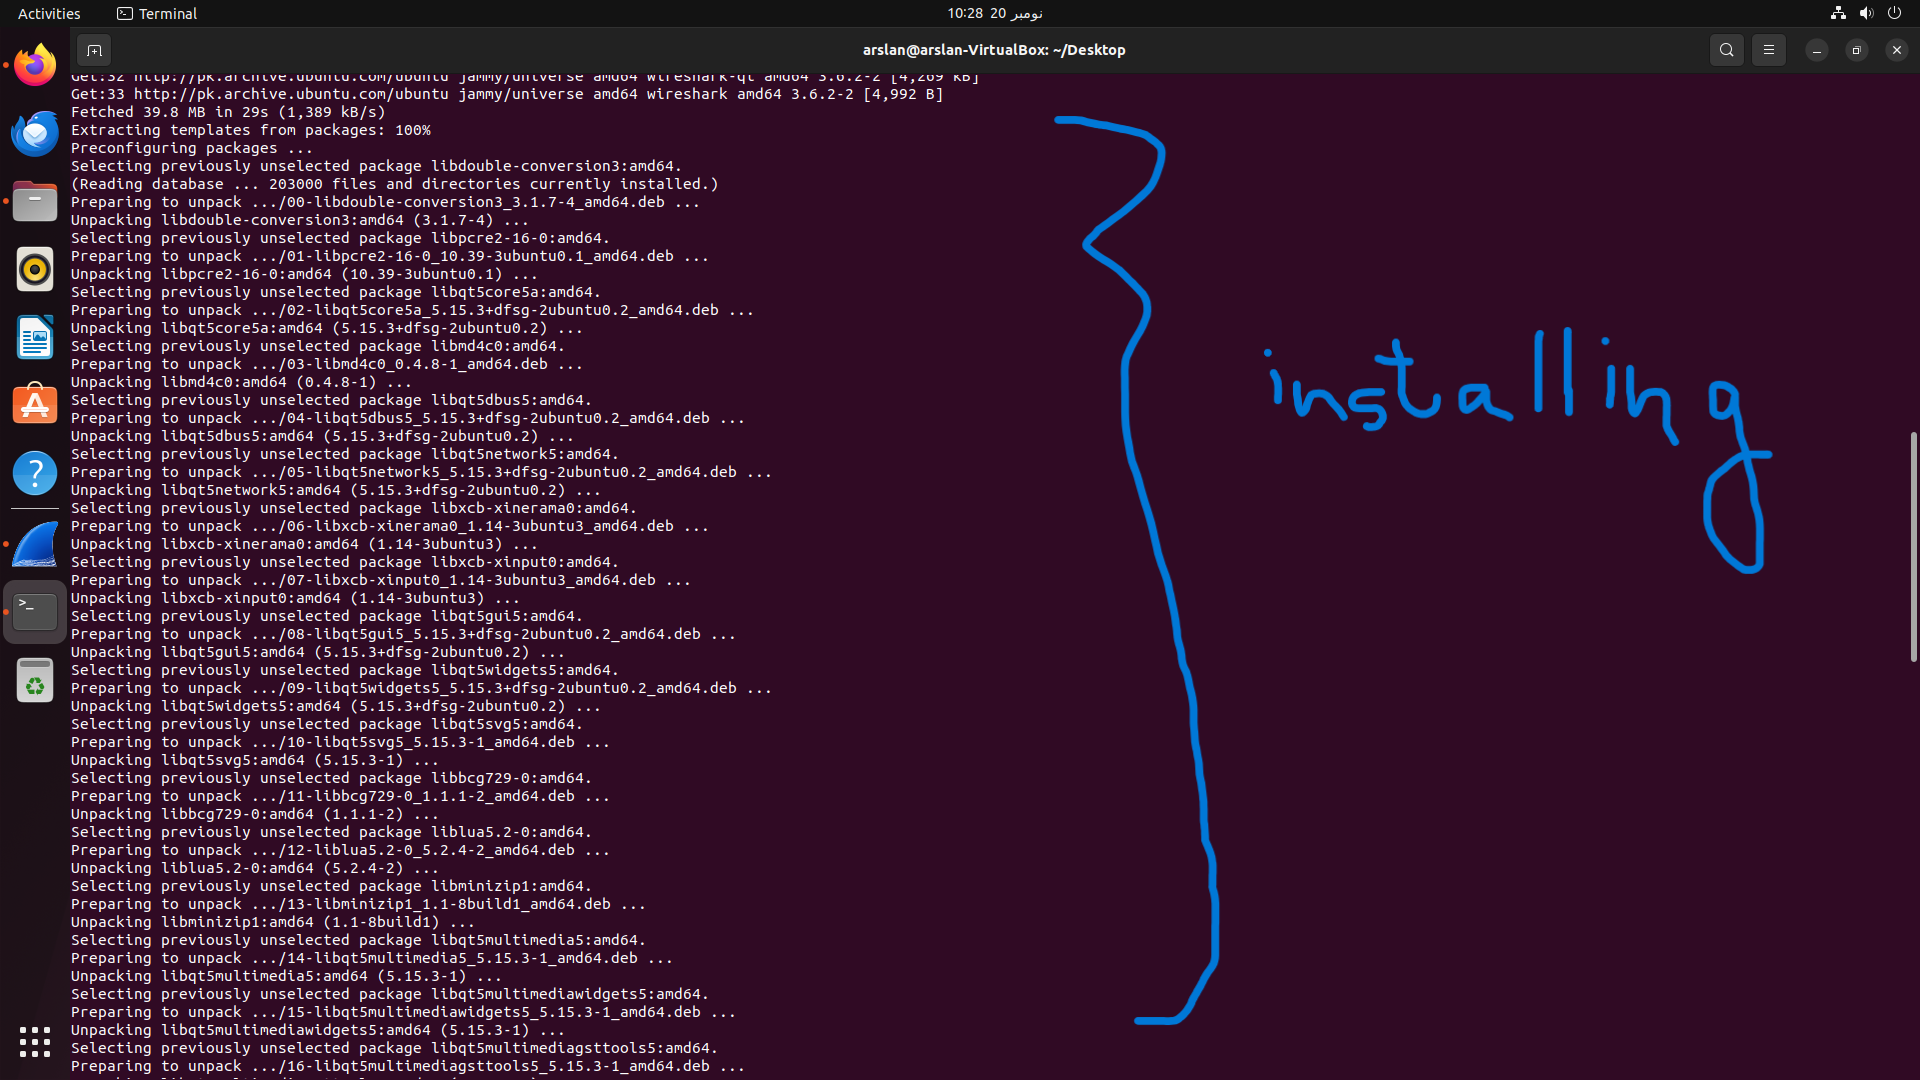 Activities Terminal 10:28 20 نومبر
arslan@arslan-VirtualBox: ~/Desktop
Get:32 http://pk.archive.ubuntu.com/ubuntu jammy/universe amd64 wireshark-qt amd64 3.6.2-2 [4,269 kB]
Get:33 http://pk.archive.ubuntu.com/ubuntu jammy/universe amd64 wireshark amd64 3.6.2-2 [4,992 B]
Fetched 39.8 MB in 29s (1,389 kB/s)
Extracting templates from packages: 100%
Preconfiguring packages ...
Selecting previously unselected package libdouble-conversion3:amd64.
(Reading database ... 203000 files and directories currently installed.)
Preparing to unpack .../00-libdouble-conversion3_3.1.7-4_amd64.deb ...
Unpacking libdouble-conversion3:amd64 (3.1.7-4) ...
Selecting previously unselected package libpcre2-16-0:amd64.
Preparing to unpack .../01-libpcre2-16-0_10.39-3ubuntu0.1_amd64.deb ...
Unpacking libpcre2-16-0:amd64 (10.39-3ubuntu0.1) ...
Selecting previously unselected package libqt5core5a:amd64.
Preparing to unpack .../02-libqt5core5a_5.15.3+dfsg-2ubuntu0.2_amd64.deb ...
Unpacking libqt5core5a:amd64 (5.15.3+dfsg-2ubuntu0.2) ...
Selecting previously unselected package libmd4c0:amd64.
Preparing to unpack .../03-libmd4c0_0.4.8-1_amd64.deb ...
Unpacking libmd4c0:amd64 (0.4.8-1) ...
Selecting previously unselected package libqt5dbus5:amd64.
Preparing to unpack .../04-libqt5dbus5_5.15.3+dfsg-2ubuntu0.2_amd64.deb ...
Unpacking libqt5dbus5:amd64 (5.15.3+dfsg-2ubuntu0.2) ...
Selecting previously unselected package libqt5network5:amd64.
Preparing to unpack .../05-libqt5network5_5.15.3+dfsg-2ubuntu0.2_amd64.deb ...
Unpacking libqt5network5:amd64 (5.15.3+dfsg-2ubuntu0.2) ...
Selecting previously unselected package libxcb-xinerama0:amd64.
Preparing to unpack .../06-libxcb-xinerama0_1.14-3ubuntu3_amd64.deb ...
Unpacking libxcb-xinerama0:amd64 (1.14-3ubuntu3) ...
Selecting previously unselected package libxcb-xinput0:amd64.
Preparing to unpack .../07-libxcb-xinput0_1.14-3ubuntu3_amd64.deb ...
Unpacking libxcb-xinput0:amd64 (1.14-3ubuntu3) ...
Selecting previously unselected package libqt5gui5:amd64.
Preparing to unpack .../08-libqt5gui5_5.15.3+dfsg-2ubuntu0.2_amd64.deb ...
Unpacking libqt5gui5:amd64 (5.15.3+dfsg-2ubuntu0.2) ...
Selecting previously unselected package libqt5widgets5:amd64.
Preparing to unpack .../09-libqt5widgets5_5.15.3+dfsg-2ubuntu0.2_amd64.deb ...
Unpacking libqt5widgets5:amd64 (5.15.3+dfsg-2ubuntu0.2) ...
Selecting previously unselected package libqt5svg5:amd64.
Preparing to unpack .../10-libqt5svg5_5.15.3-1_amd64.deb ...
Unpacking libqt5svg5:amd64 (5.15.3-1) ...
Selecting previously unselected package libbcg729-0:amd64.
Preparing to unpack .../11-libbcg729-0_1.1.1-2_amd64.deb ...
Unpacking libbcg729-0:amd64 (1.1.1-2) ...
Selecting previously unselected package liblua5.2-0:amd64.
Preparing to unpack .../12-liblua5.2-0_5.2.4-2_amd64.deb ...
Unpacking liblua5.2-0:amd64 (5.2.4-2) ...
Selecting previously unselected package libminizip1:amd64.
Preparing to unpack .../13-libminizip1_1.1-8build1_amd64.deb ...
Unpacking libminizip1:amd64 (1.1-8build1) ...
Selecting previously unselected package libqt5multimedia5:amd64.
Preparing to unpack .../14-libqt5multimedia5_5.15.3-1_amd64.deb ...
Unpacking libqt5multimedia5:amd64 (5.15.3-1) ...
Selecting previously unselected package libqt5multimediawidgets5:amd64.
Preparing to unpack .../15-libqt5multimediawidgets5_5.15.3-1_amd64.deb ...
Unpacking libqt5multimediawidgets5:amd64 (5.15.3-1) ...
Selecting previously unselected package libqt5multimediagsttools5:amd64.
Preparing to unpack .../16-libqt5multimediagsttools5_5.15.3-1_amd64.deb ...
installing